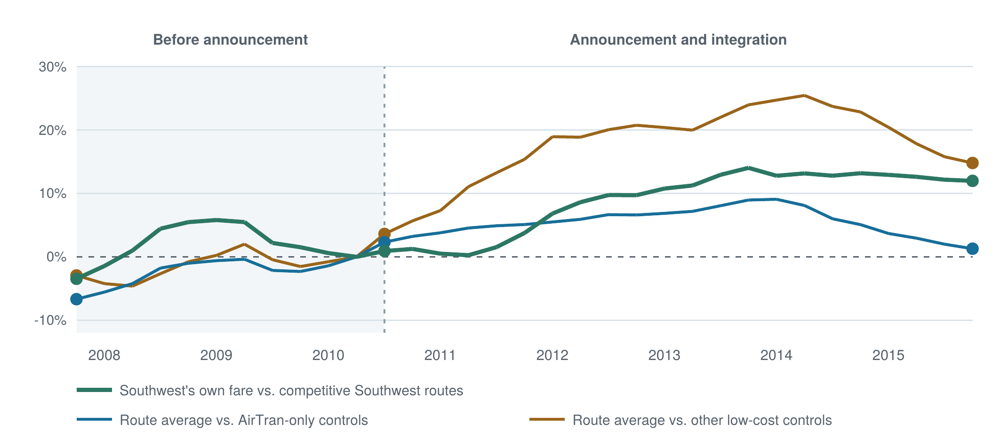 Before announcement
Announcement and integration
30%
20%
10%
0%
-10%
2008 2009 2010 2011 2012 2013 2014 2015
Southwest's own fare vs. competitive Southwest routes
Route average vs. AirTran-only controls
Route average vs. other low-cost controls